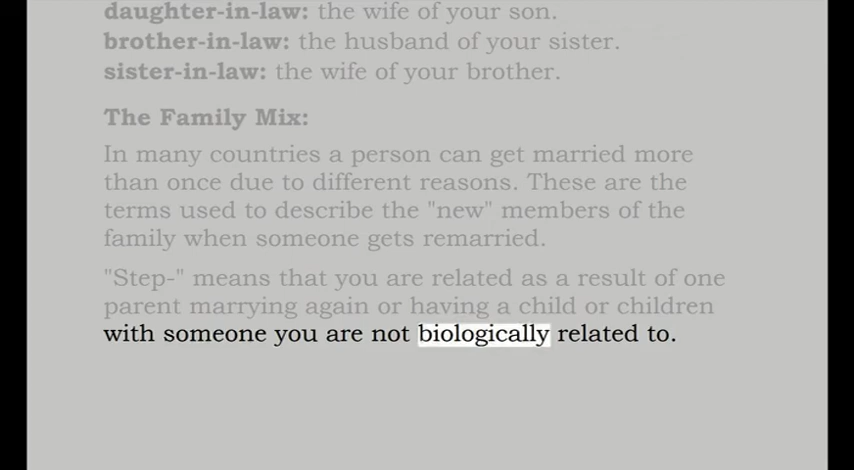 daughter-in-law: the wife of your son.
brother-in-law: the husband of your sister.
sister-in-law: the wife of your brother.
The Family Mix:
In many countries a person can get married more
than once due to different reasons. These are the
terms used to describe the "new" members of the
family when someone gets remarried.
"Step-" means that you are related as a result of one
parent marrying again or having a child or children
with someone you are not biologically related to.